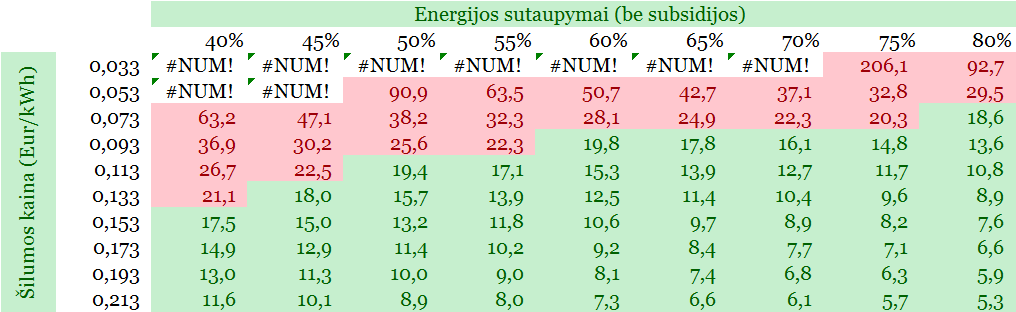 Energijos sutaupymai (be subsidijos)
40% 45% 50% 55% 60% 65% 70% 75% 80%
Šilumos kaina (Eur/kWh)
0,033 #NUM! #NUM! #NUM! #NUM! #NUM! #NUM! #NUM! 206,1 92,7
0,053 #NUM! #NUM! 90,9 63,5 50,7 42,7 37,1 32,8 29,5
0,073 63,2 47,1 38,2 32,3 28,1 24,9 22,3 20,3 18,6
0,093 36,9 30,2 25,6 22,3 19,8 17,8 16,1 14,8 13,6
0,113 26,7 22,5 19,4 17,1 15,3 13,9 12,7 11,7 10,8
0,133 21,1 18,0 15,7 13,9 12,5 11,4 10,4 9,6 8,9
0,153 17,5 15,0 13,2 11,8 10,6 9,7 8,9 8,2 7,6
0,173 14,9 12,9 11,4 10,2 9,2 8,4 7,7 7,1 6,6
0,193 13,0 11,3 10,0 9,0 8,1 7,4 6,8 6,3 5,9
0,213 11,6 10,1 8,9 8,0 7,3 6,6 6,1 5,7 5,3